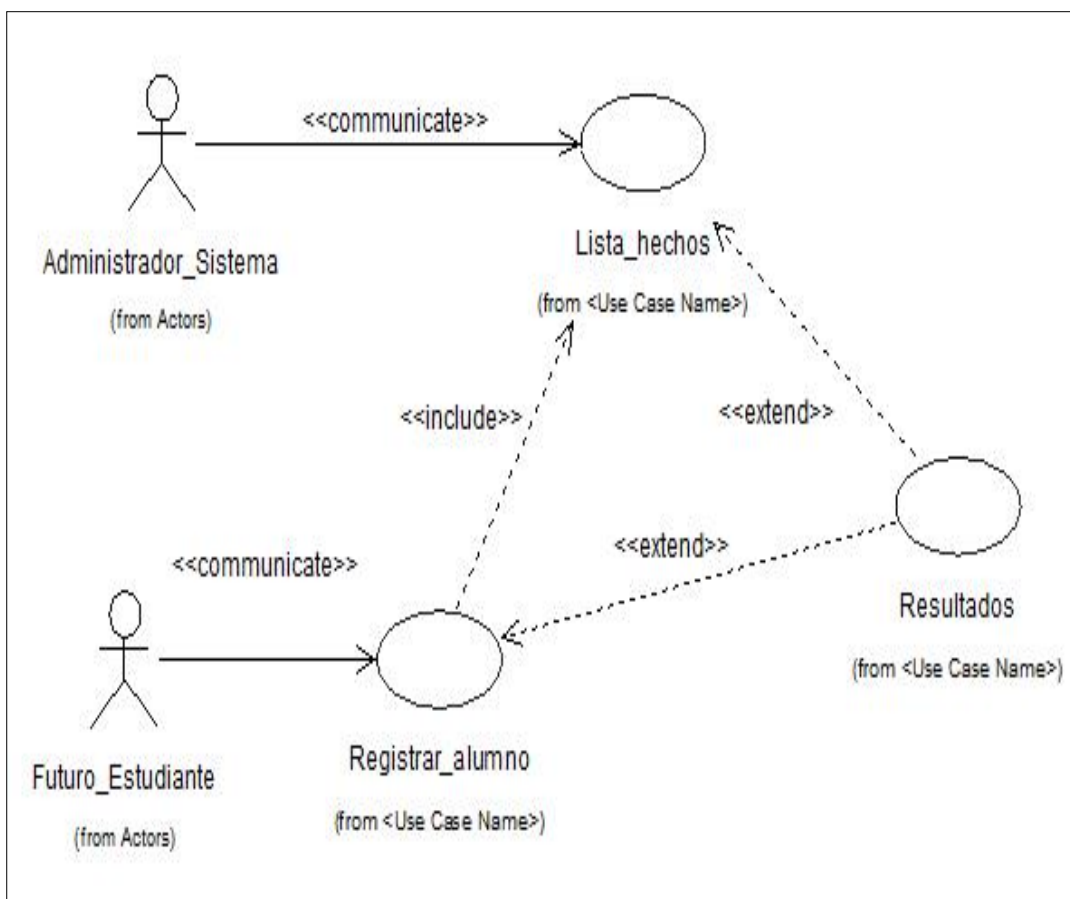 <<communicate>>
Administrador_Sistema
(from Actors)
Lista_hechos
(from <Use Case Name>)
<<include>>
<<extend>>
<<extend>>
<<communicate>>
Resultados
(from <Use Case Name>)
Futuro_Estudiante
(from Actors)
Registrar_alumno
(from <Use Case Name>)